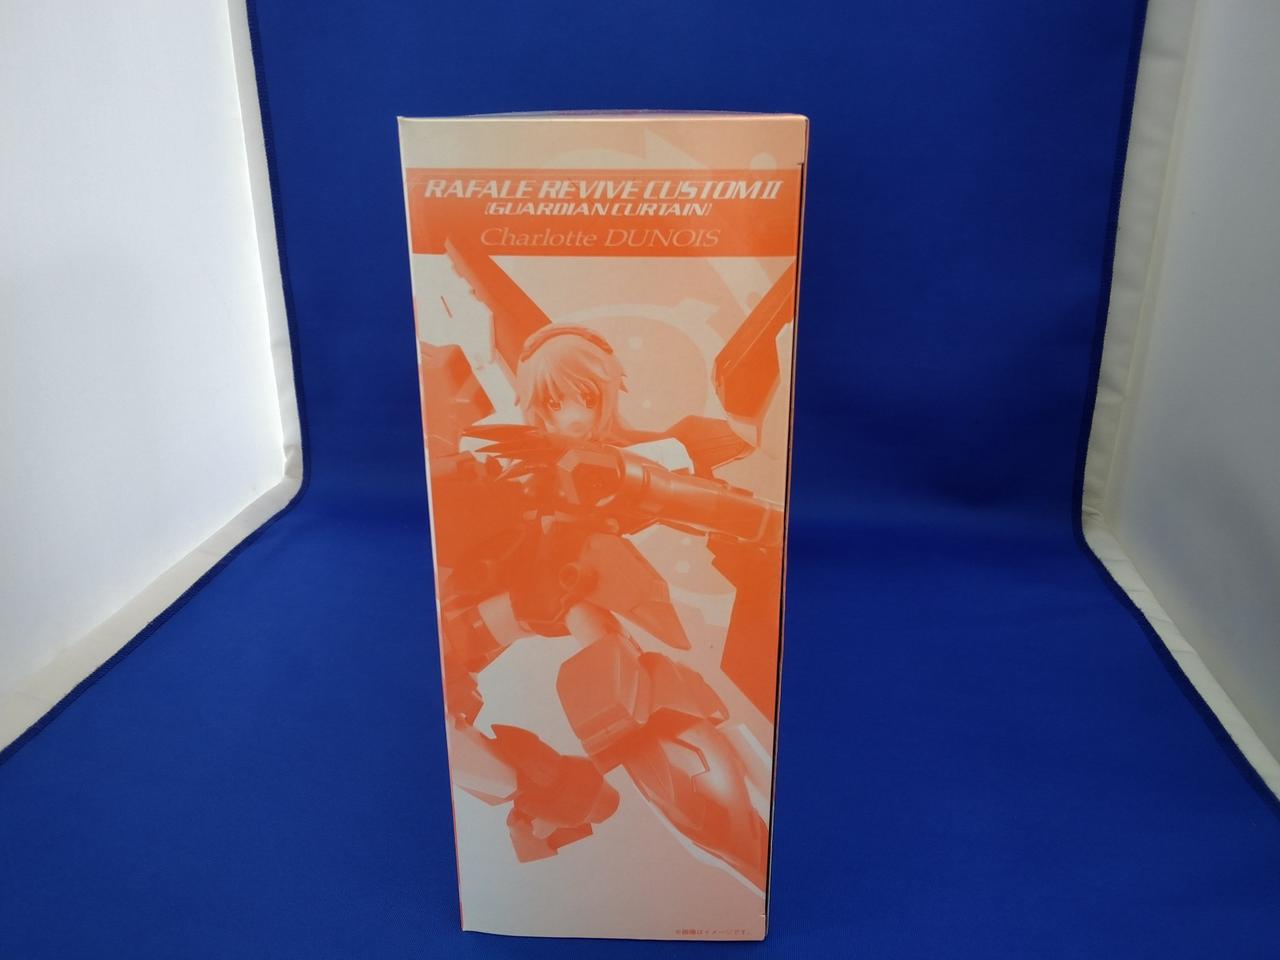 RAFALE REVIVE CUSTOM II
[GUARDIAN CURTAIN]
Charlotte DUNOIS
※画像はイメージです。